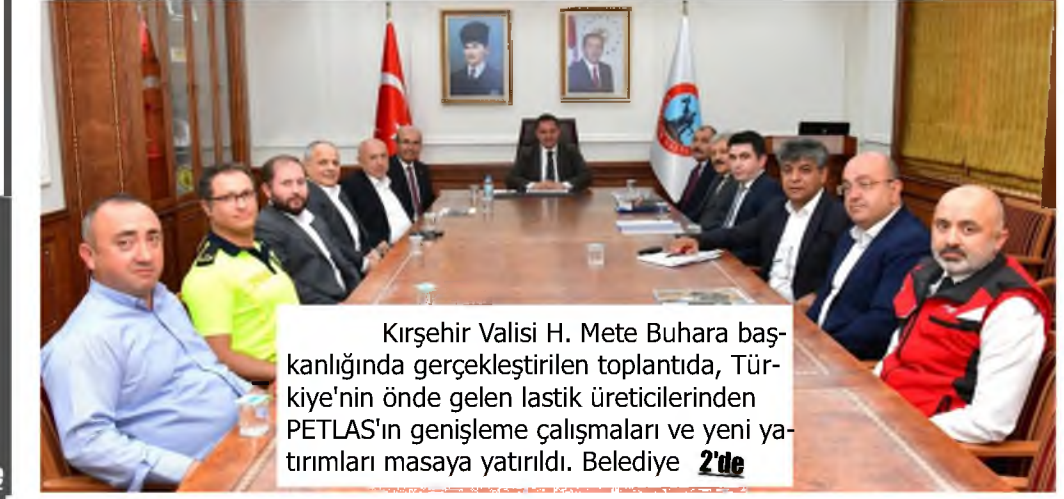 Kırşehir Valisi H. Mete Buhara baş-
kanlığında gerçekleştirilen toplantıda, Tür-
kiye'nin önde gelen lastik üreticilerinden
PETLAS'ın genişleme çalışmaları ve yeni ya-
tırımları masaya yatırıldı. Belediye 2'de